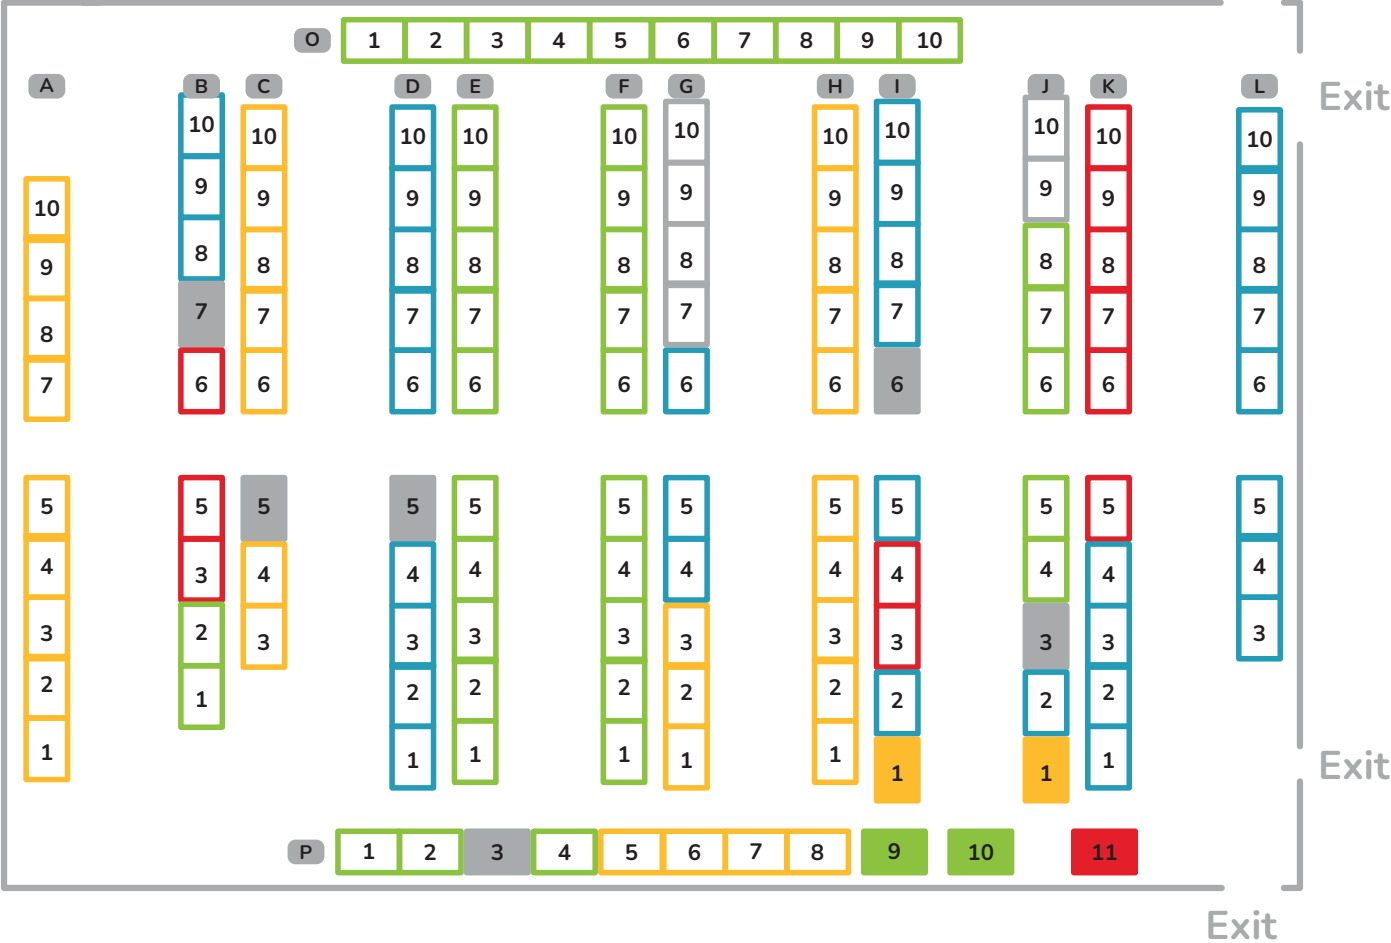 O 1 2 3 4 5 6 7 8 9 10
A B C D E F G H I J K L
Exit
10 10 10 10 10 10 10 10 10 10 10 10
9 9 9 9 9 9 9 9 9 9 9 9
8 8 8 8 8 8 8 8 8 8 8 8
7 7 7 7 7 7 7 7 7 7 7 7
6 6 6 6 6 6 6 6 6 6 6
5 5 5 5 5 5 5 5 5 5 5 5
4 3 4 4 4 4 4 4 4 4 4 4
3 2 3 3 3 3 3 3 3 3 3 3
2 1 2 2 2 2 2 2 2 2
1 1 1 1 1 1 1 1 1
Exit
P 1 2 3 4 5 6 7 8 9 10 11
Exit